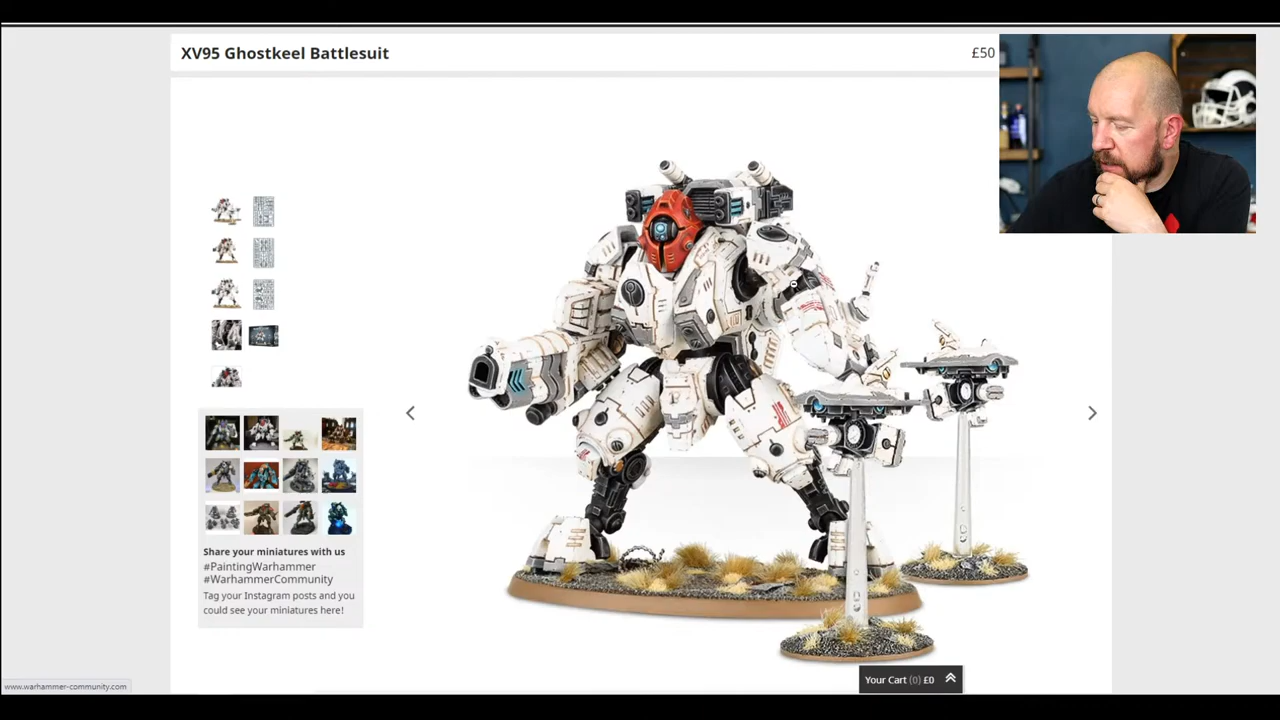 XV95 Ghostkeel Battlesuit
£50
Share your miniatures with us
#PaintingWarhammer
#WarhammerCommunity
Tag your Instagram posts and you
could see your miniatures here!
Your Cart (0) £0
www.warhammer-community.com